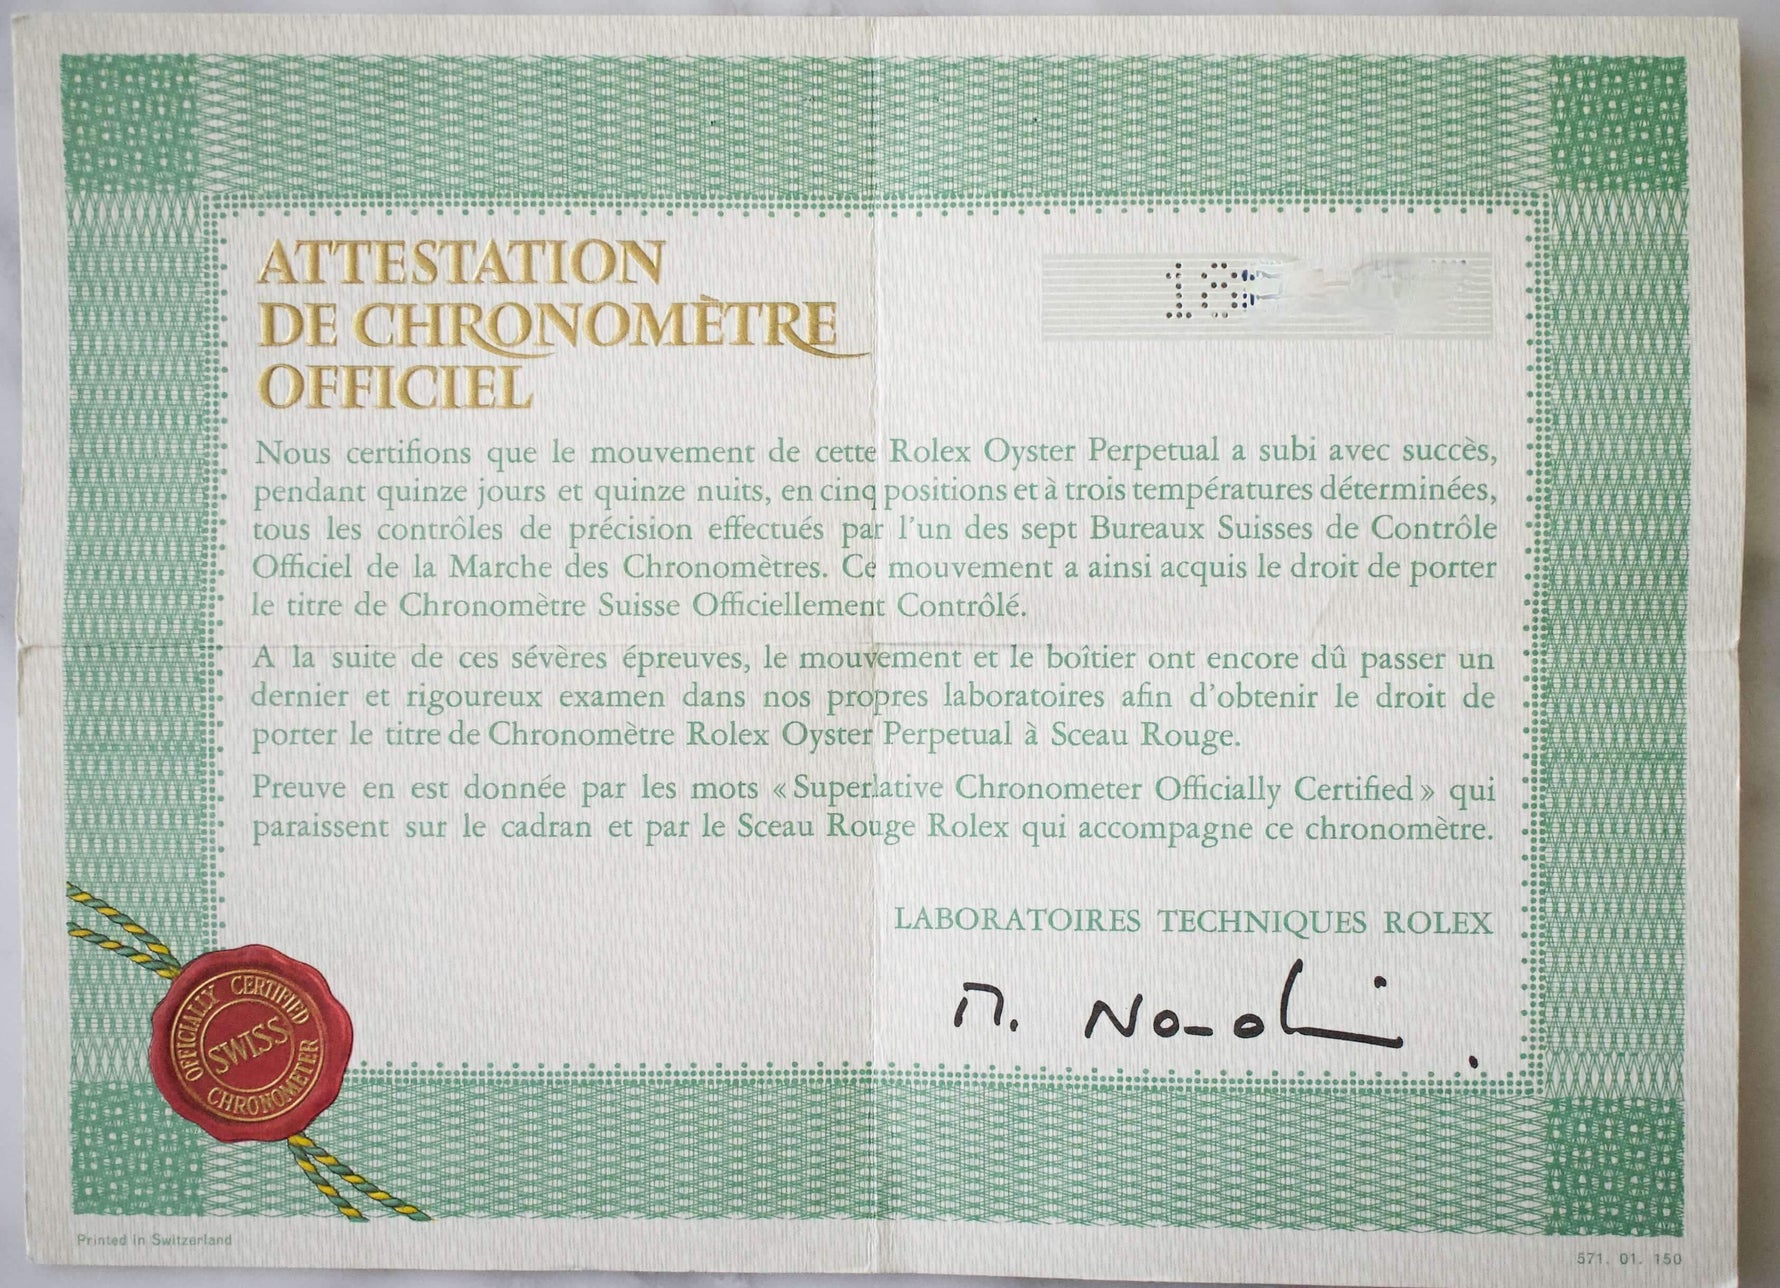 ATTESTATION
DE CHRONOMÈTRE
OFFICIEL
18
Nous certifions que le mouvement de cette Rolex Oyster Perpetual a subi avec succès,
pendant quinze jours et quinze nuits, en cinq positions et à trois températures déterminées,
tous les contrôles de précision effectués par l'un des sept Bureaux Suisses de Contrôle
Officiel de la Marche des Chronomètres. Ce mouvement a ainsi acquis le droit de porter
le titre de Chronomètre Suisse Officiellement Contrôlé.
A la suite de ces sévères épreuves, le mouvement et le boîtier ont encore dû passer un
dernier et rigoureux examen dans nos propres laboratoires afin d'obtenir le droit de
porter le titre de Chronomètre Rolex Oyster Perpetual à Sceau Rouge.
Preuve en est donnée par les mots «Superlative Chronometer Officially Certified» qui
paraissent sur le cadran et par le Sceau Rouge Rolex qui accompagne ce chronomètre.
LABORATOIRES TECHNIQUES ROLEX
OFFICIALLY CERTIFIED
SWISS
CHRONOMETER
Printed in Switzerland
571. 01. 150